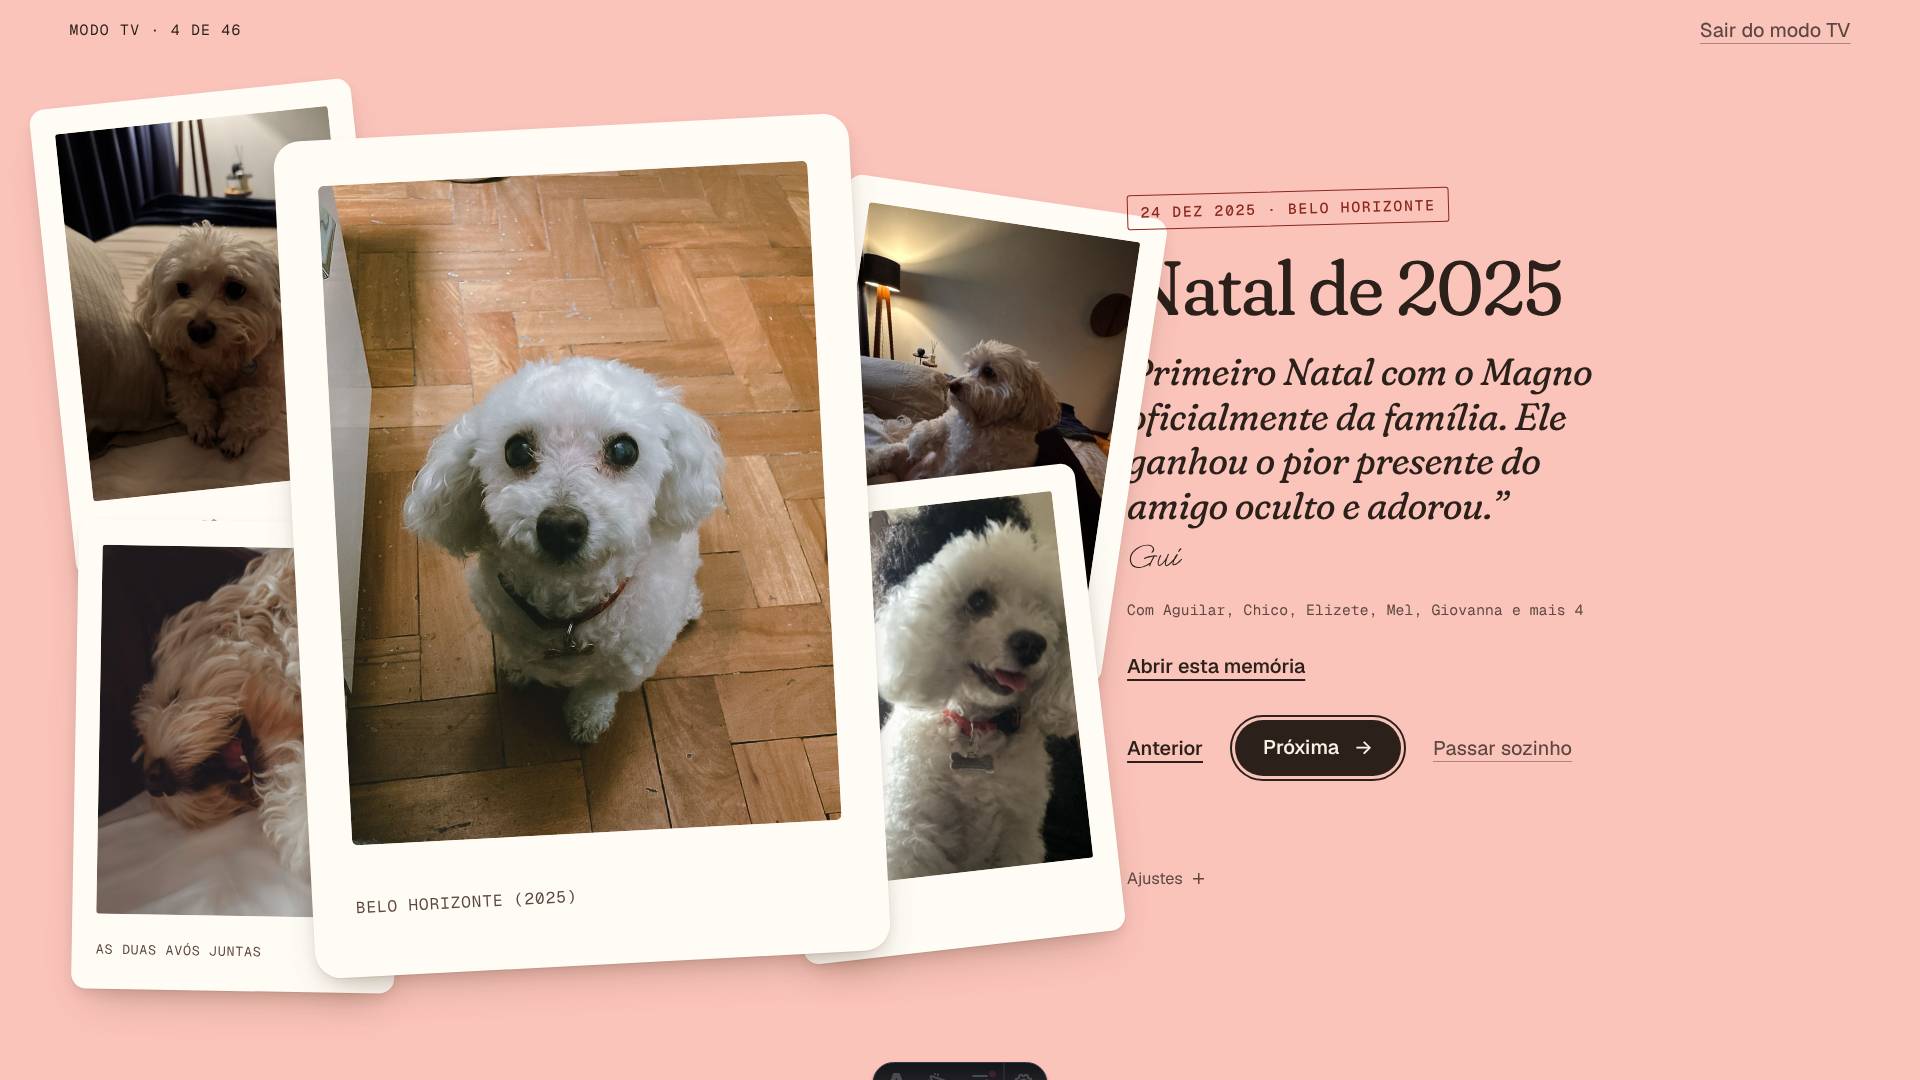 MODO TV · 4 DE 46
Sair do modo TV
24 DEZ 2025 · BELO HORIZONTE
Natal de 2025
Primeiro Natal com o Magno
oficialmente da família. Ele
ganhou o pior presente do
amigo oculto e adorou.”
Gui
Com Aguilar, Chico, Elizete, Mel, Giovanna e mais 4
Abrir esta memória
Anterior
Próxima →
Passar sozinho
Ajustes +
BELO HORIZONTE (2025)
AS DUAS AVÓS JUNTAS